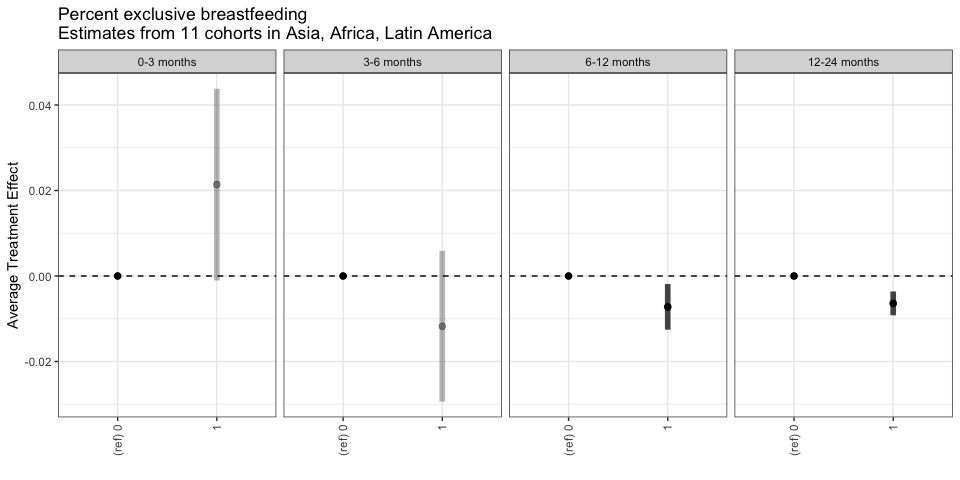 Percent exclusive breastfeeding
Estimates from 11 cohorts in Asia, Africa, Latin America
0-3 months
3-6 months
6-12 months
12-24 months
Average Treatment Effect
0.04
0.02
0.00
-0.02
(ref) 0
1
(ref) 0
1
(ref) 0
1
(ref) 0
1